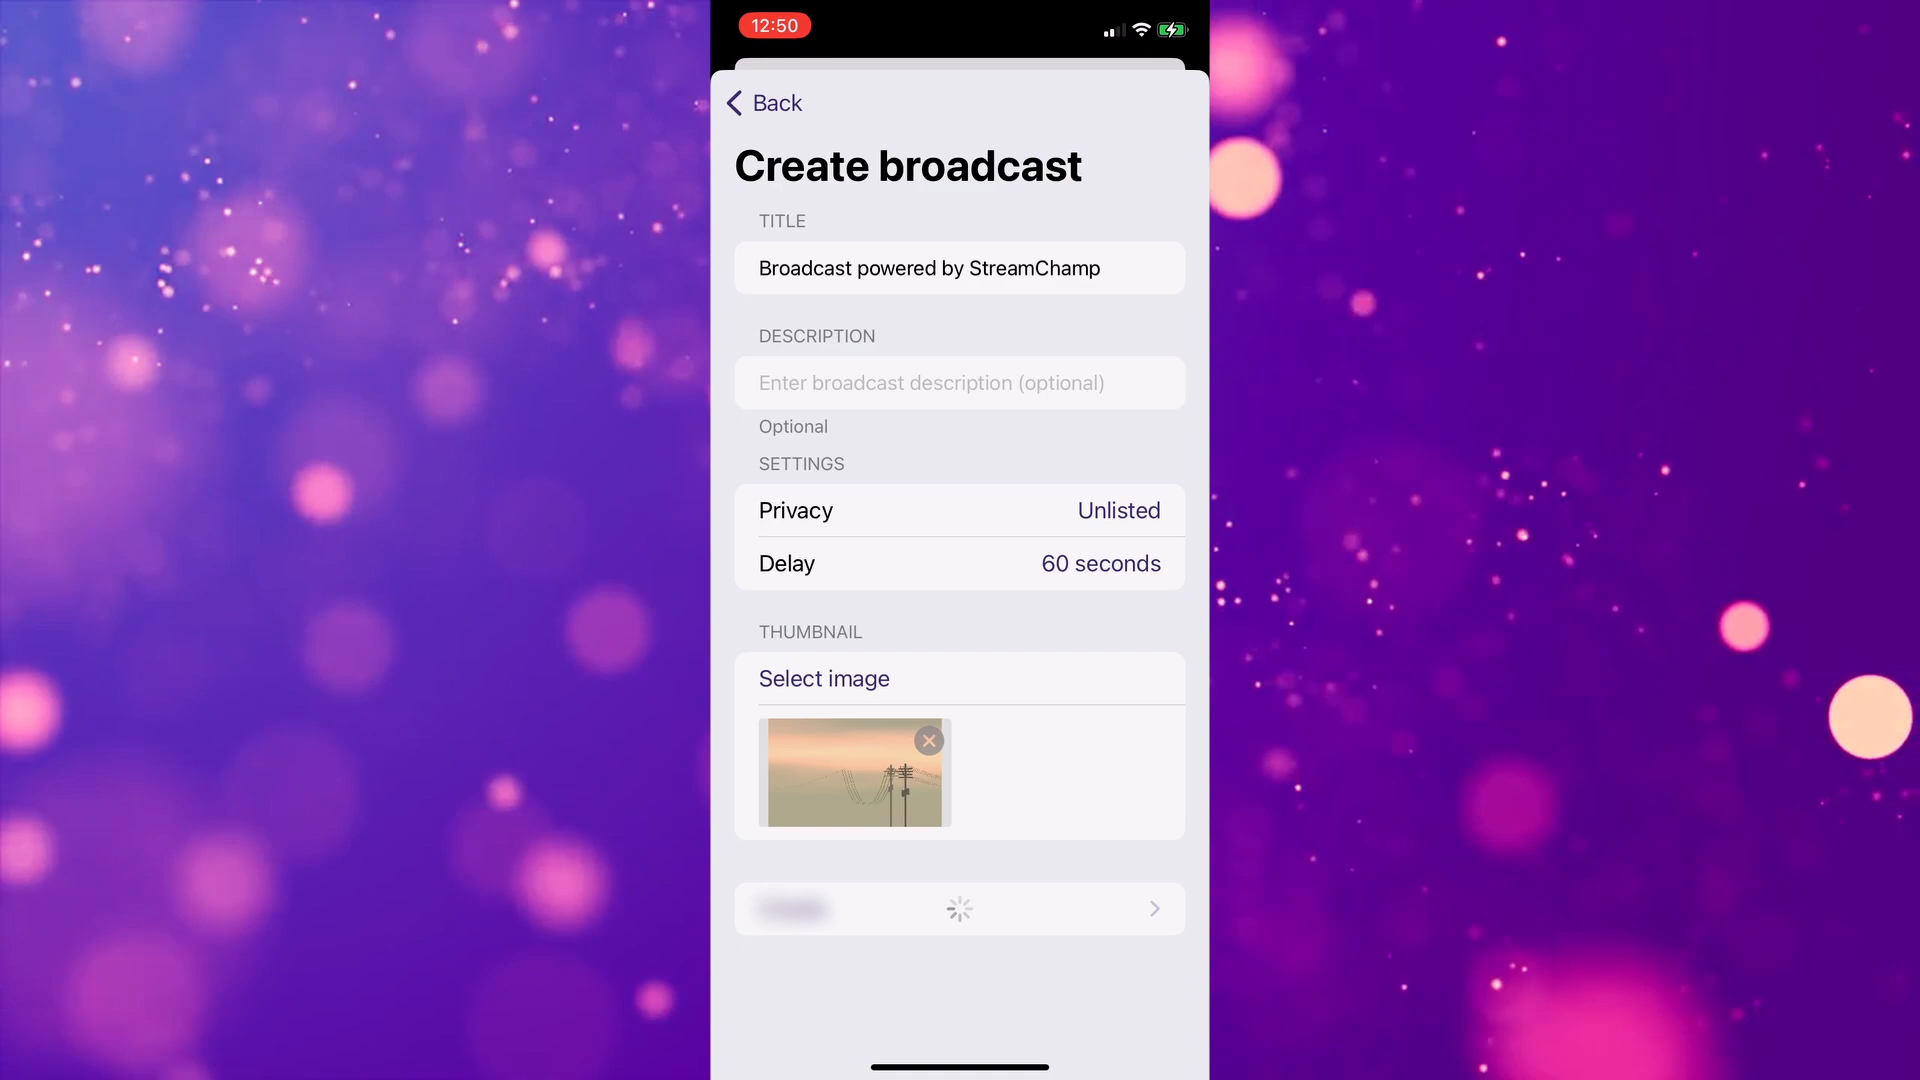 12:50
Back
Create broadcast
TITLE
Broadcast powered by StreamChamp
DESCRIPTION
Enter broadcast description (optional)
Optional
SETTINGS
Privacy Unlisted
Delay 60 seconds
THUMBNAIL
Select image